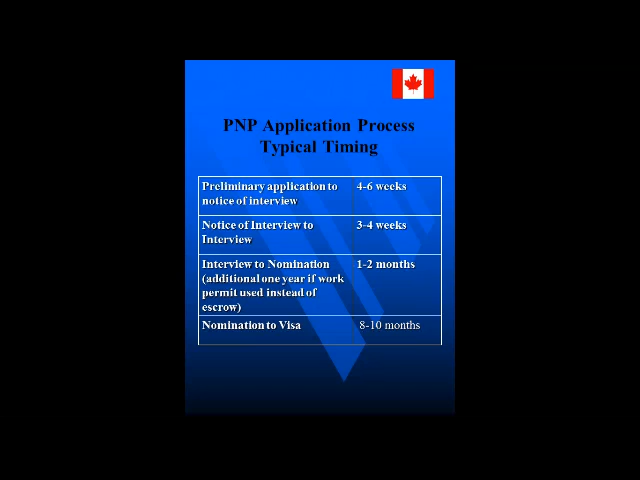 PNP Application Process
Typical Timing
Preliminary application to
notice of interview
4-6 weeks
Notice of Interview to
Interview
3-4 weeks
Interview to Nomination
(additional one year if work
permit used instead of
escrow)
1-2 months
Nomination to Visa
8-10 months